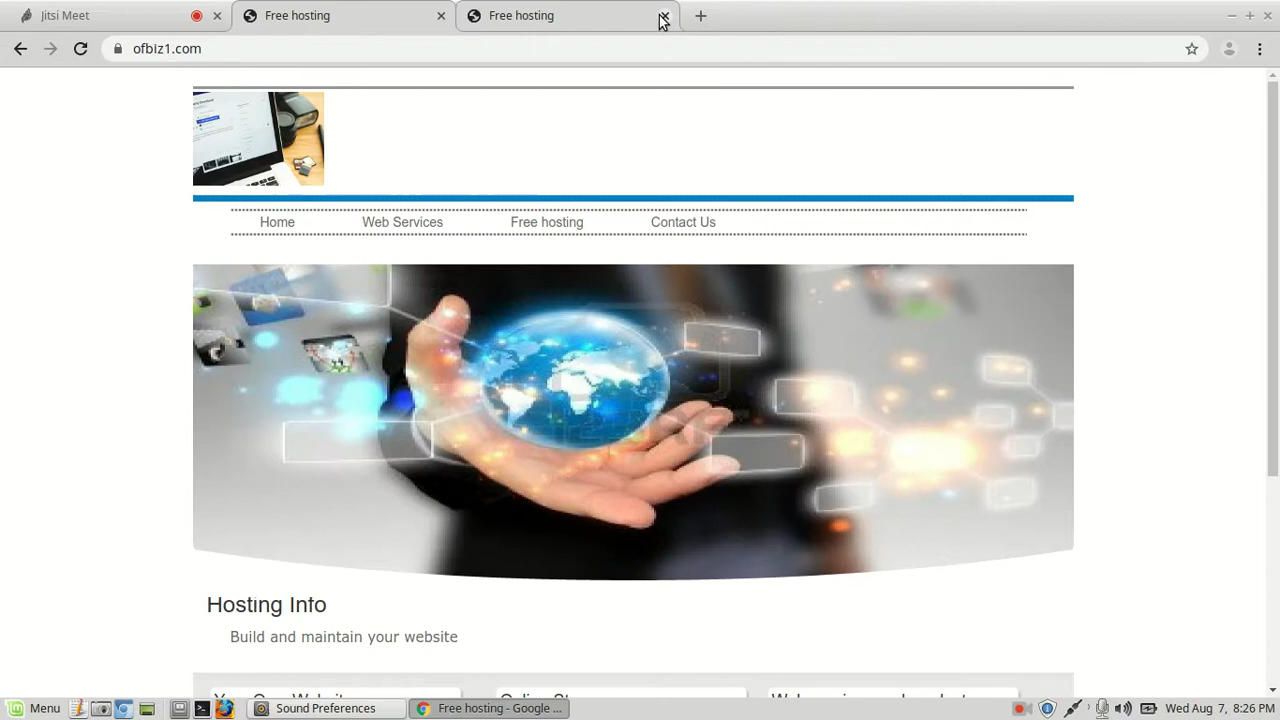 Jitsi Meet
Free hosting
Free hosting
ofbiz1.com
Home
Web Services
Free hosting
Contact Us
Hosting Info
Build and maintain your website
Menu
Sound Preferences
Free hosting - Google ...
Wed Aug 7, 8:26 PM